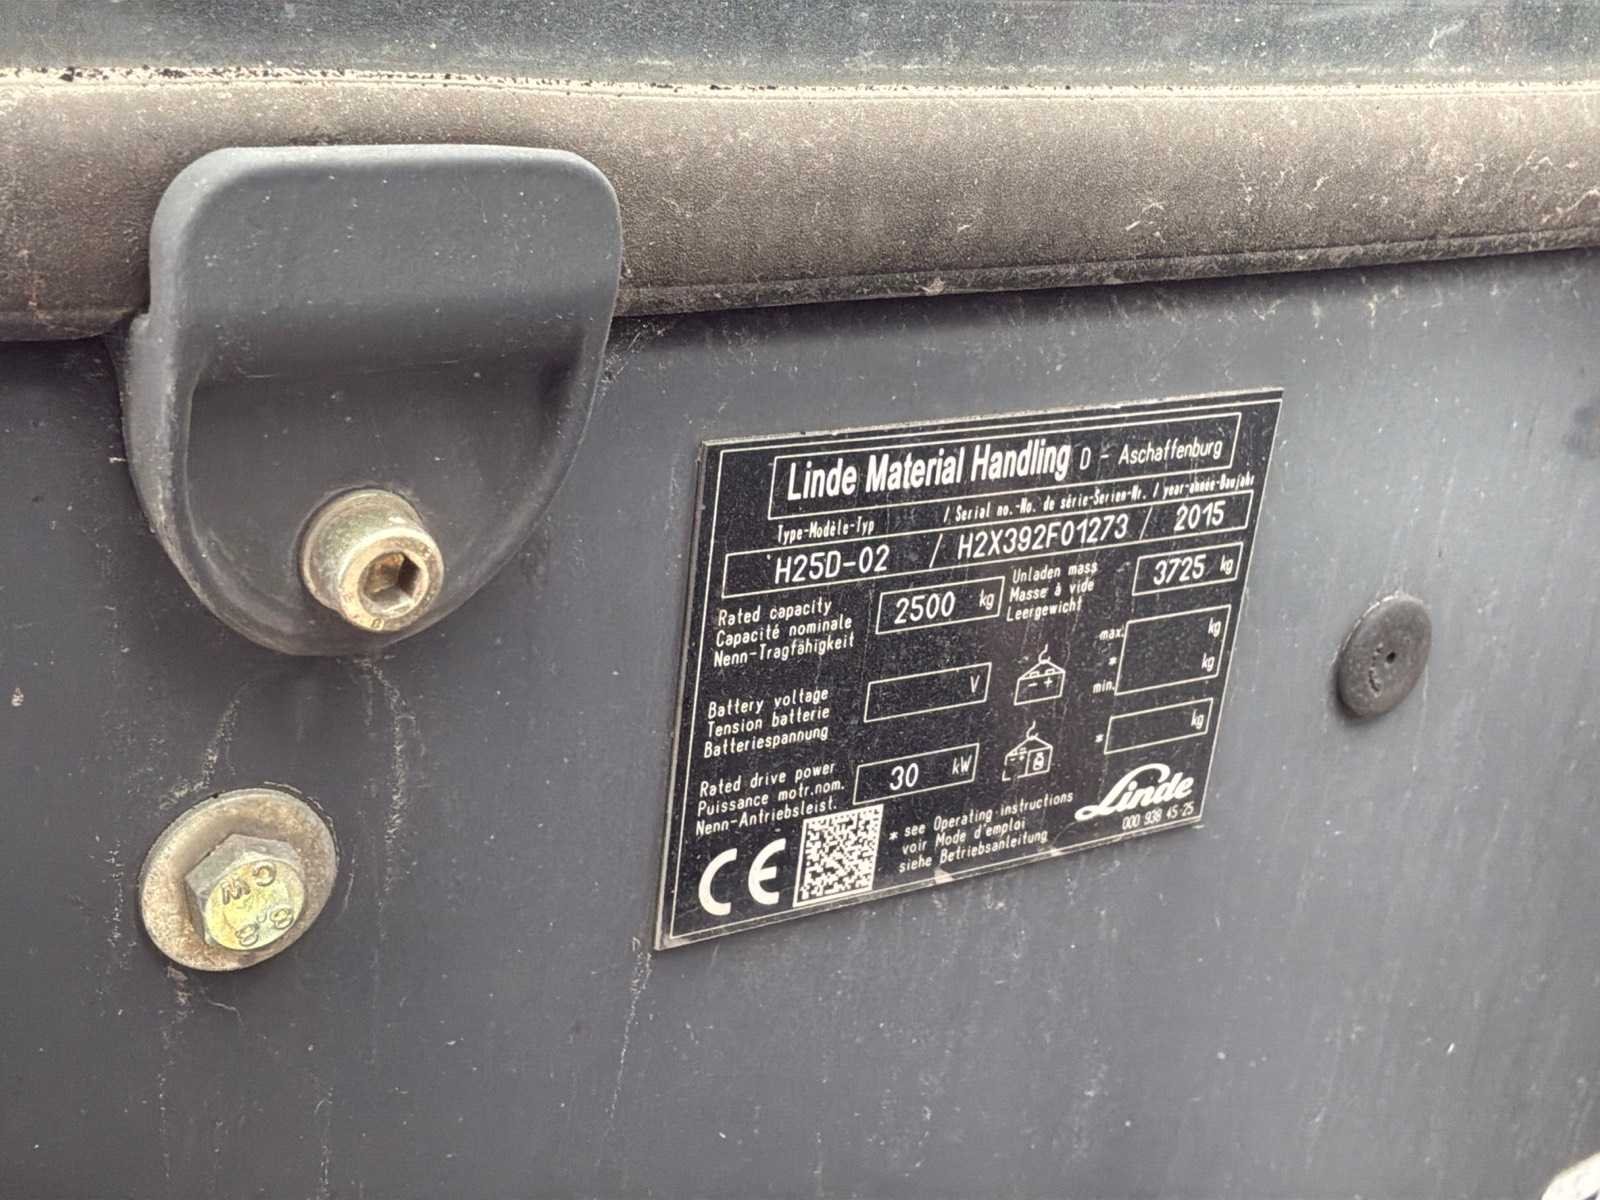 Linde Material Handling D - Aschaffenburg
Type-Modèle-Typ / Serial no.-No. de série-Serien-Nr. / year-année-Baujahr
H25D-02 / H2X392F01273 / 2015
Rated capacity
Capacité nominale
Nenn-Tragfähigkeit
2500 kg
Unladen mass
Masse à vide
Leergewicht
3725 kg
Battery voltage
Tension batterie
Batteriespannung
V
- +
max.
*
min.
kg
kg
* kg
Rated drive power
Puissance motr.nom.
Nenn-Antriebsleist.
30 kW
CE
* see Operating instructions
voir Mode d'emploi
siehe Betriebsanleitung
Linde
000 938 45 25
CW
8.8